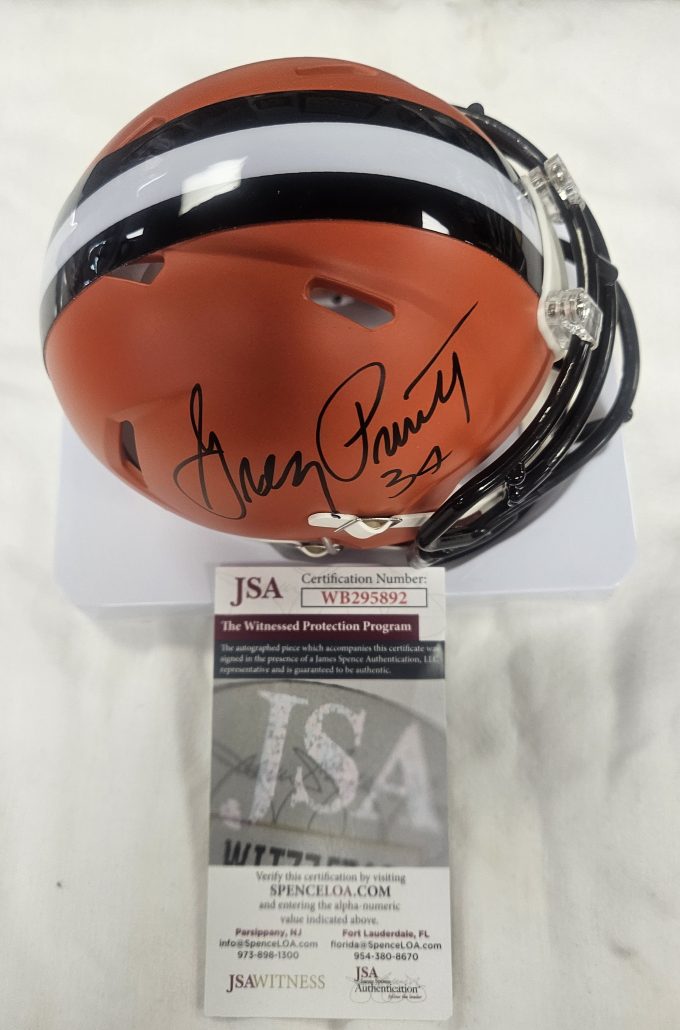 Greg Pruitt
34
JSA
Certification Number:
WB295892
The Witnessed Protection Program
The autographed piece which accompanies this certificate was
signed in the presence of a James Spence Authentication, LLC
representative and is guaranteed to be authentic.
JSA
Verify this certification by visiting
SPENCELOA.COM
and entering the alpha-numeric
value indicated above.
Parsippany, NJ
info@SpenceLOA.com
973-898-1300
Fort Lauderdale, FL
florida@SpenceLOA.com
954-380-8670
JSAWITNESS
JSA
Authentication